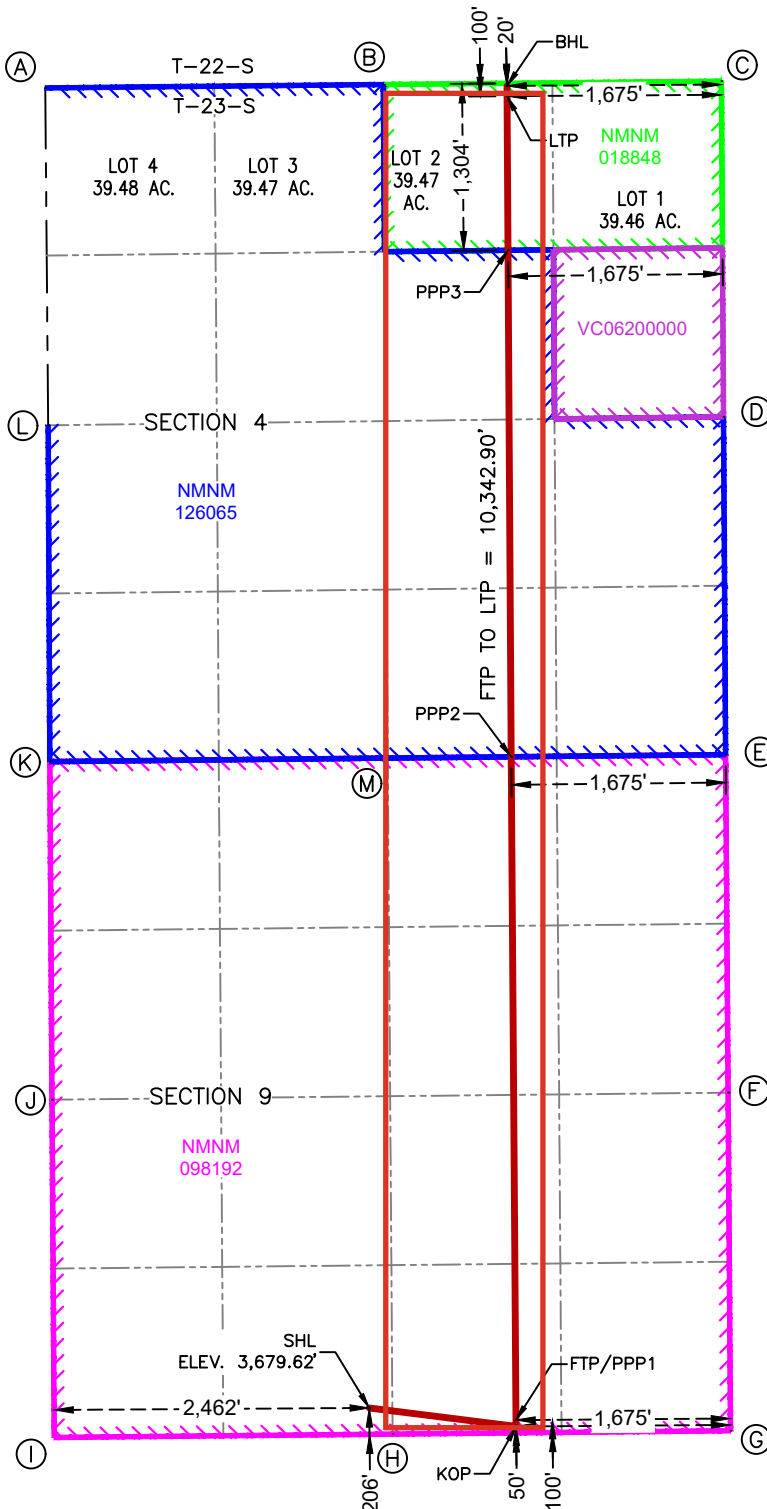 100'
20'
BHL
A
T-22-S
B
C
T-23-S
1,675'
LTP
LOT 4
39.48 AC.
LOT 3
39.47 AC.
LOT 2
39.47
AC.
1,304'
NMNM
018848
LOT 1
39.46 AC.
1,675'
PPP3
VC06200000
L
SECTION 4
D
NMNM
126065
FTP TO LTP = 10,342.90'
PPP2
K
E
M
1,675'
J
SECTION 9
F
NMNM
098192
SHL
ELEV. 3,679.62'
FTP/PPP1
2,462'
1,675'
I
H
G
KOP
206'
50'
100'